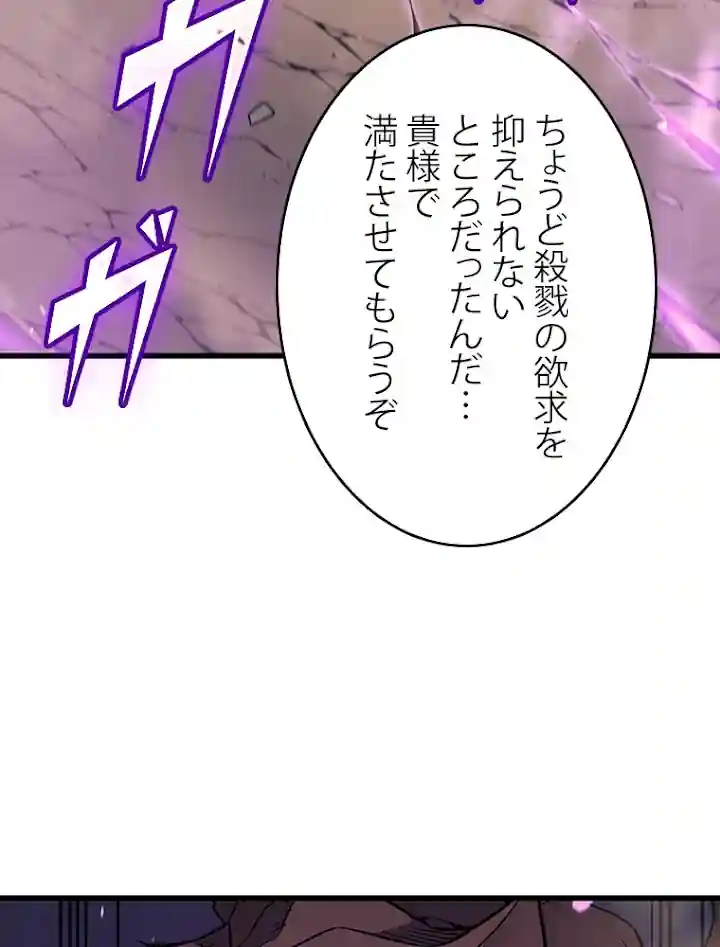 ちょうど殺戮の欲求を
抑えられない
ところだったんだ…
貴様で
満たさせてもらうぞ
ガガ